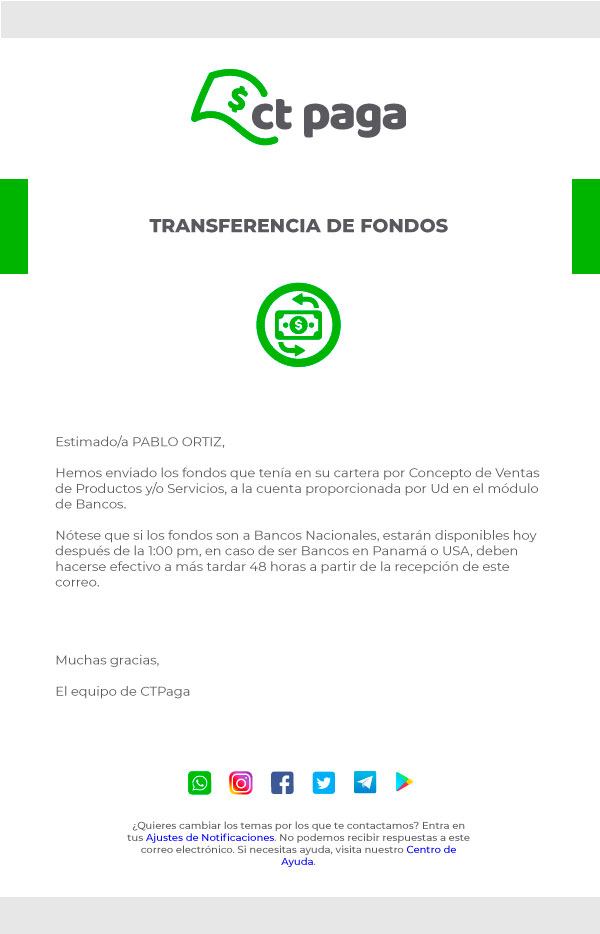 $
ct paga
TRANSFERENCIA DE FONDOS
$
Estimado/a PABLO ORTIZ,
Hemos enviado los fondos que tenía en su cartera por Concepto de Ventas
de Productos y/o Servicios, a la cuenta proporcionada por Ud en el módulo
de Bancos.
Nótese que si los fondos son a Bancos Nacionales, estarán disponibles hoy
después de la 1:00 pm, en caso de ser Bancos en Panamá o USA, deben
hacerse efectivo a más tardar 48 horas a partir de la recepción de este
correo.
Muchas gracias,
El equipo de CTPaga
¿Quieres cambiar los temas por los que te contactamos? Entra en
tus Ajustes de Notificaciones. No podemos recibir respuestas a este
correo electrónico. Si necesitas ayuda, visita nuestro Centro de
Ayuda.